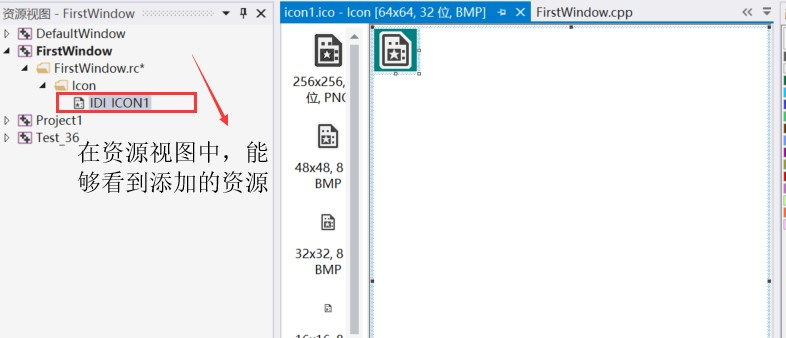 资源视图 - FirstWindow
icon1.ico - Icon [64x64, 32 位, BMP]
FirstWindow.cpp
DefaultWindow
FirstWindow
FirstWindow.rc*
Icon
IDI_ICON1
Project1
Test_36
在资源视图中，能
够看到添加的资源
256x256,
位, PNG
48x48, 8
BMP
32x32, 8
BMP
16x16, 8